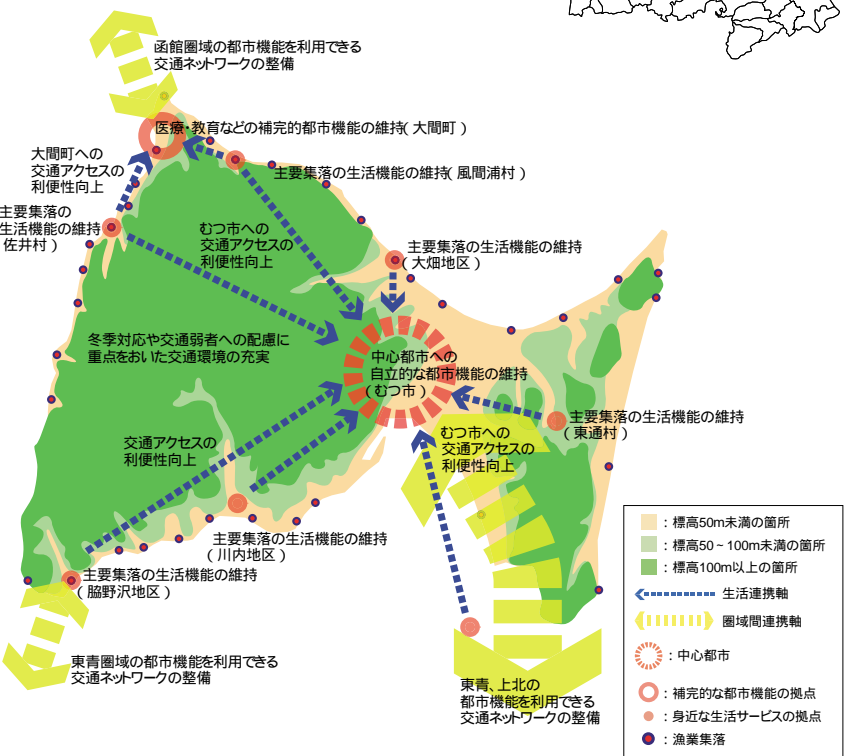 函館圏域の都市機能を利用できる
交通ネットワークの整備
医療・教育などの補完的都市機能の維持(大間町)
大間町への
交通アクセスの
利便性向上
主要集落の生活機能の維持(風間浦村)
主要集落の
生活機能の維持
佐井村)
むつ市への
交通アクセスの
利便性向上
主要集落の生活機能の維持
(大畑地区)
冬季対応や交通弱者への配慮に
重点をおいた交通環境の充実
中心都市への
自立的な都市機能の維持
(むつ市)
主要集落の生活機能の維持
(東通村)
むつ市への
交通アクセスの
利便性向上
交通アクセスの
利便性向上
主要集落の生活機能の維持
(川内地区)
主要集落の生活機能の維持
(脇野沢地区)
東青圏域の都市機能を利用できる
交通ネットワークの整備
東青、上北の
都市機能を利用できる
交通ネットワークの整備
:標高50m未満の箇所
:標高50~100m未満の箇所
:標高100m以上の箇所
生活連携軸
圏域間連携軸
:中心都市
:補完的な都市機能の拠点
:身近な生活サービスの拠点
:漁業集落